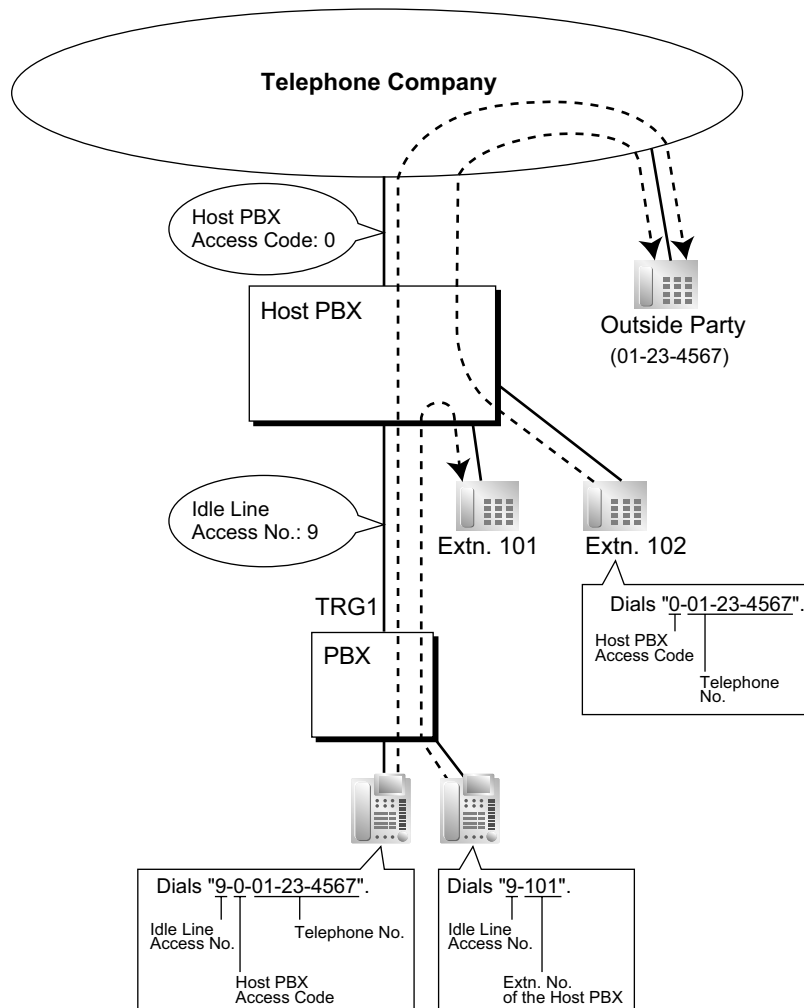 Telephone Company
Host PBX
Access Code: 0
Host PBX
Outside Party
(01-23-4567)
Idle Line
Access No.: 9
Extn. 101
Extn. 102
Dials "0-01-23-4567".
Host PBX
Access Code
Telephone
No.
TRG1
PBX
Dials "9-0-01-23-4567".
Idle Line
Access No.
Telephone No.
Host PBX
Access Code
Dials "9-101".
Idle Line
Access No.
Extn. No.
of the Host PBX